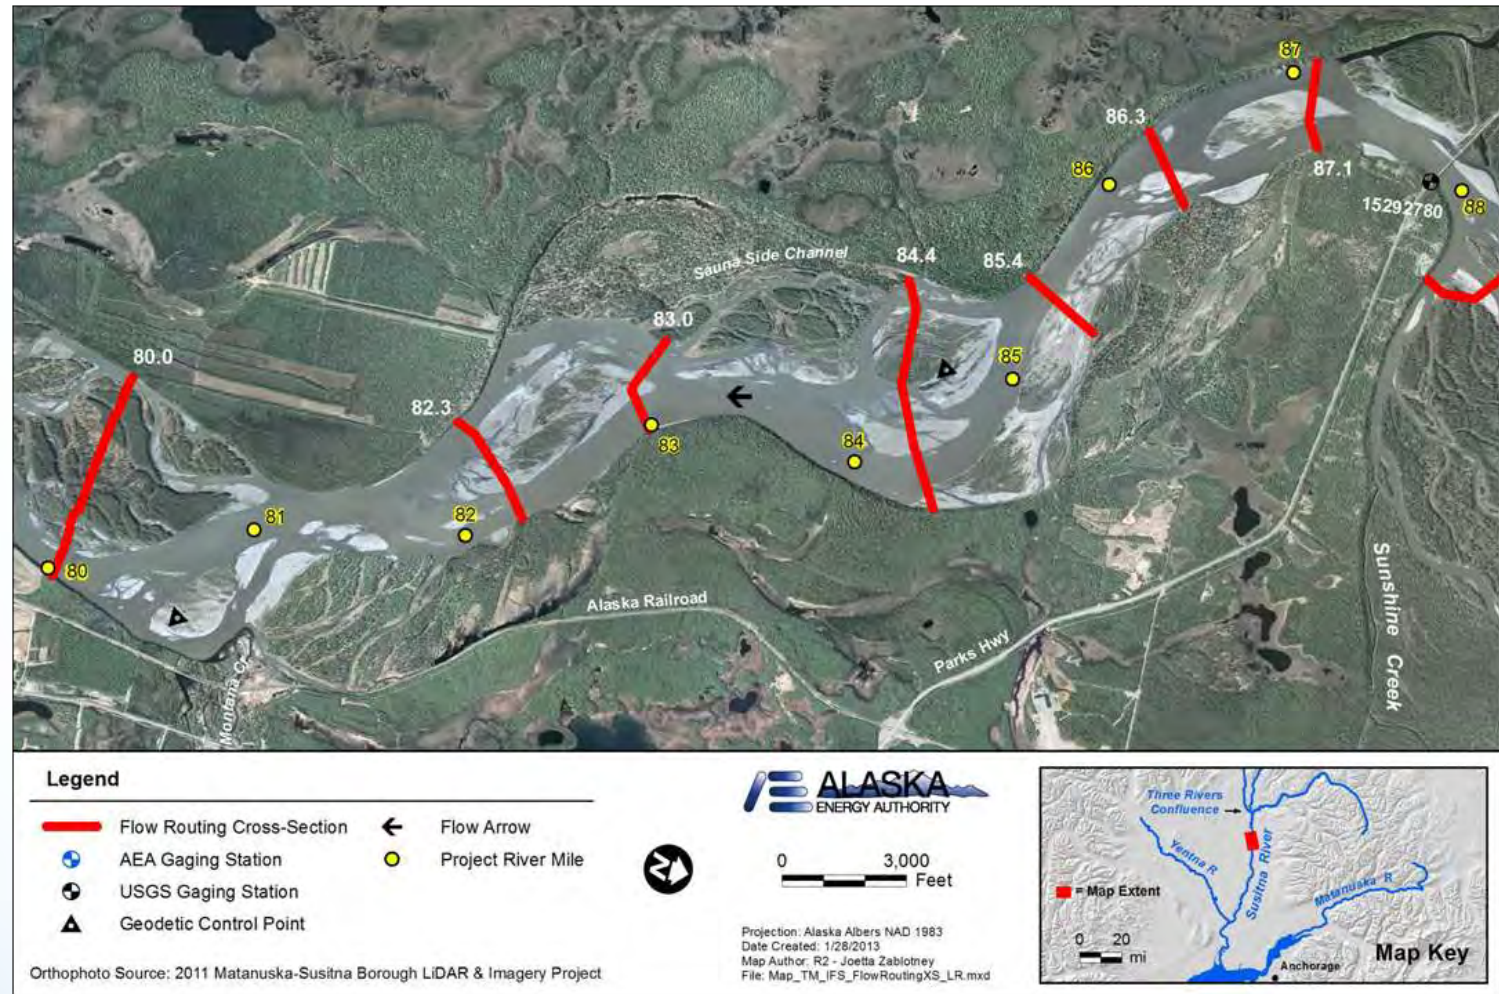 87
86.3
86
87.1
15292780
88
Sauna Side Channel
84.4
85.4
83.0
80.0
85
82.3
83
84
82
81
80
Sunshine Creek
Alaska Railroad
Parks Hwy
Montana Cr
Legend
Flow Routing Cross-Section
Flow Arrow
AEA Gaging Station
Project River Mile
USGS Gaging Station
Geodetic Control Point
Orthophoto Source: 2011 Matanuska-Susitna Borough LiDAR & Imagery Project
N
ALASKA
ENERGY AUTHORITY
0 3,000
Feet
Projection: Alaska Albers NAD 1983
Date Created: 1/28/2013
Map Author: R2 - Joetta Zablotney
File: Map_TM_IFS_FlowRoutingXS_LR.mxd
Three Rivers
Confluence
Yentna R
Susitna River
Matanuska R
= Map Extent
0 20
mi
Anchorage
Map Key